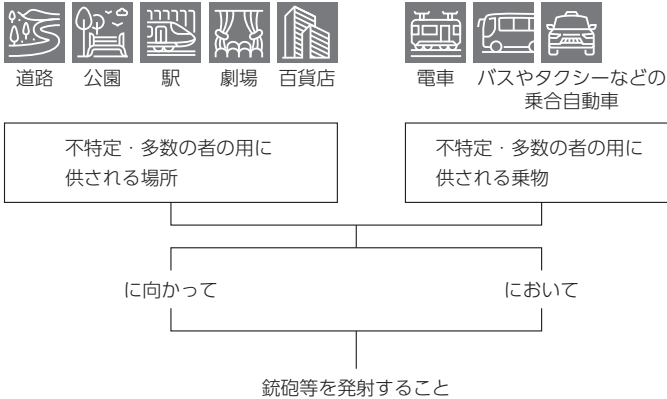 道路 公園 駅 劇場 百貨店 電車 バスやタクシーなどの
乗合自動車
不特定・多数の者の用に
供される場所
不特定・多数の者の用に
供される乗物
に向かって において
銃砲等を発射すること